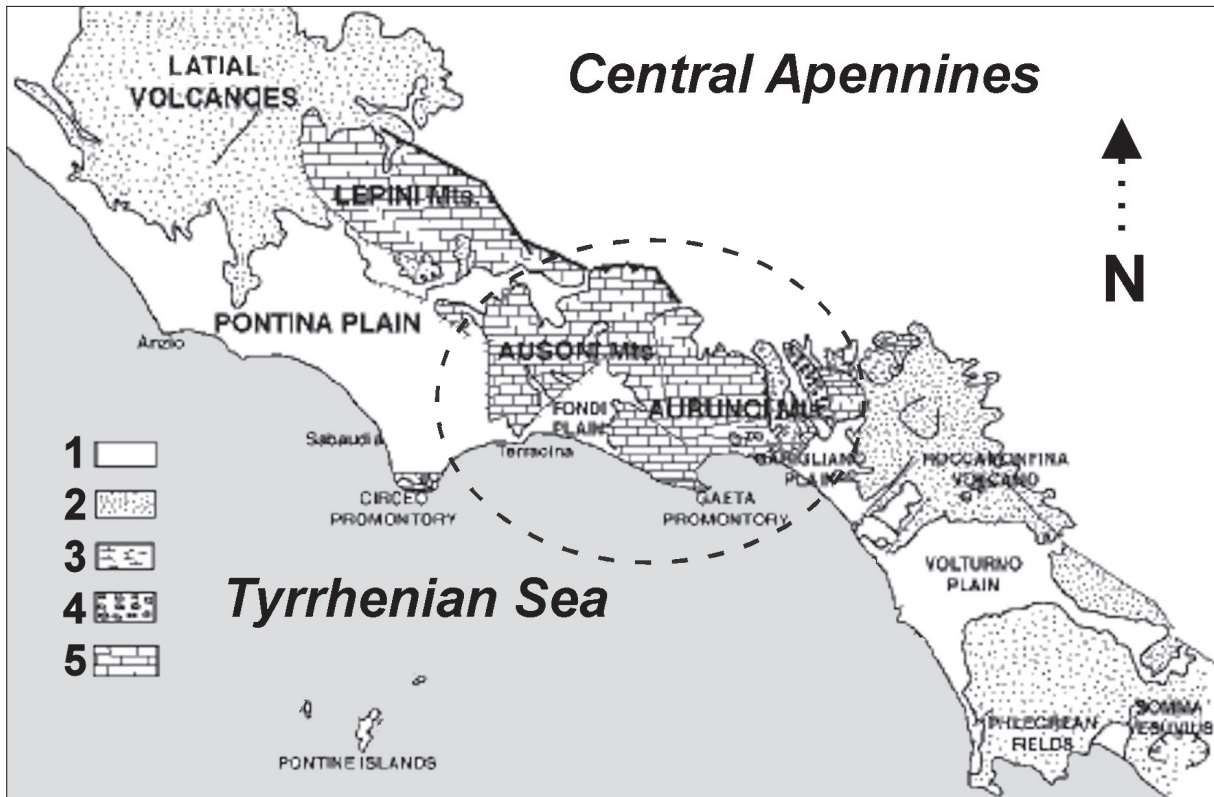 Central Apennines
LATIAL
VOLCANOES
N
LEPINI Mts.
PONTINA PLAIN
Anzio
AUSONI Mts
FONDI
PLAIN
AURUNCI Mts
Sabaudia
Terracina
GARIGLIANO
PLAIN
ROCCAMONFINA
VOLCANO
CIRCEO
PROMONTORY
GAETA
PROMONTORY
1
2
3
4
5
VOLTURNO
PLAIN
Tyrrhenian Sea
PHLEGREAN
FIELDS
SOMMA
VESUVIUS
PONTINE ISLANDS